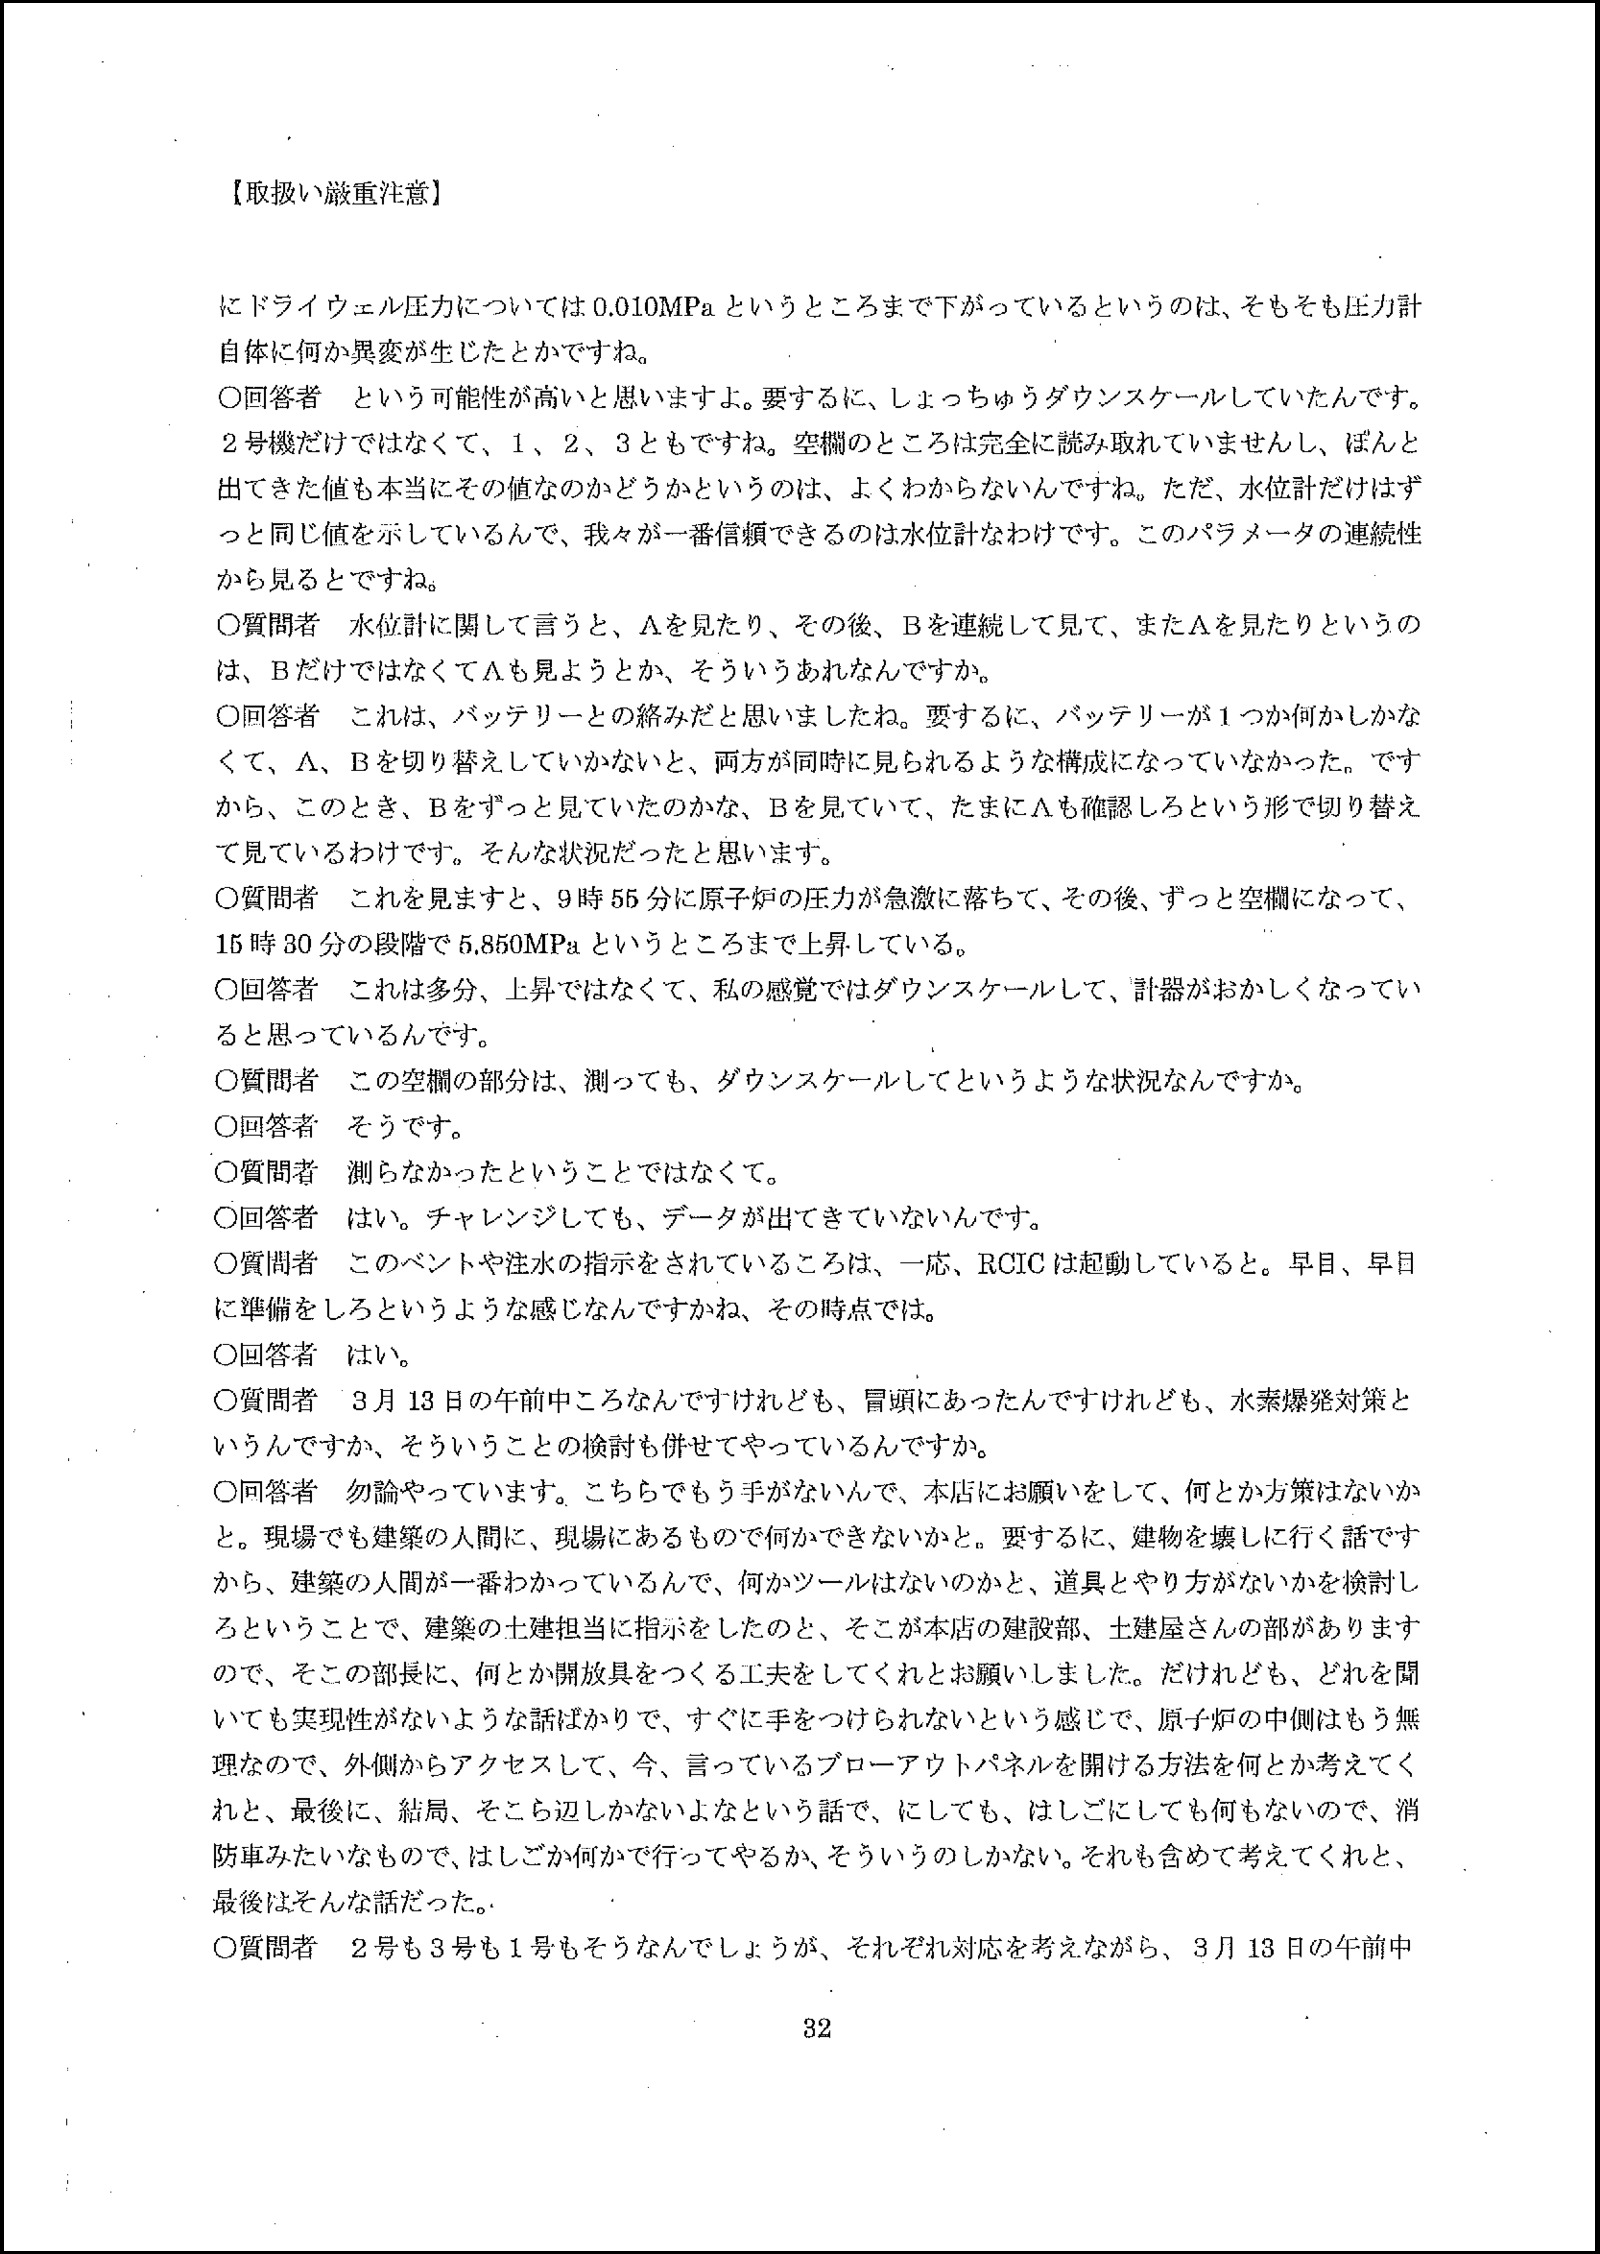 【取扱い厳重注意】
にドライウェル圧力については0.010MPaというところまで下がっているというのは、そもそも圧力計
自体に何か異変が生じたとかですね。
○回答者　という可能性が高いと思いますよ。要するに、しょっちゅうダウンスケールしていたんです。
２号機だけではなくて、１、２、３ともですね。空欄のところは完全に読み取れていませんし、ぽんと
出てきた値も本当にその値なのかどうかというのは、よくわからないんですね。ただ、水位計だけはず
っと同じ値を示しているんで、我々が一番信頼できるのは水位計なわけです。このパラメータの連続性
から見るとですね。
○質問者　水位計に関して言うと、Ａを見たり、その後、Ｂを連続して見て、またＡを見たりというの
は、ＢだけではなくてＡも見ようとか、そういうあれなんですか。
○回答者　これは、バッテリーとの絡みだと思いましたね。要するに、バッテリーが１つか何かしかな
くて、Ａ、Ｂを切り替えしていかないと、両方が同時に見られるような構成になっていなかった。です
から、このとき、Ｂをずっと見ていたのかな、Ｂを見ていて、たまにＡも確認しろという形で切り替え
て見ているわけです。そんな状況だったと思います。
○質問者　これを見ますと、9時55分に原子炉の圧力が急激に落ちて、その後、ずっと空欄になって、
15時30分の段階で5.850MPaというところまで上昇している。
○回答者　これは多分、上昇ではなくて、私の感覚ではダウンスケールして、計器がおかしくなってい
ると思っているんです。
○質問者　この空欄の部分は、測っても、ダウンスケールしてというような状況なんですか。
○回答者　そうです。
○質問者　測らなかったということではなくて。
○回答者　はい。チャレンジしても、データが出てきていないんです。
○質問者　このベントや注水の指示をされているころは、一応、RCICは起動していると。早目、早目
に準備をしろというような感じなんですかね、その時点では。
○回答者　はい。
○質問者　３月13日の午前中ころなんですけれども、冒頭にあったんですけれども、水素爆発対策と
いうんですか、そういうことの検討も併せてやっているんですか。
○回答者　勿論やっています。こちらでもう手がないんで、本店にお願いをして、何とか方策はないか
と。現場でも建築の人間に、現場にあるもので何かできないかと。要するに、建物を壊しに行く話です
から、建築の人間が一番わかっているんで、何かツールはないのかと、道具とやり方がないかを検討し
ろということで、建築の土建担当に指示をしたのと、そこが本店の建設部、土建屋さんの部があります
ので、そこの部長に、何とか開放具をつくる工夫をしてくれとお願いしました。だけれども、どれを聞
いても実現性がないような話ばかりで、すぐに手をつけられないという感じで、原子炉の中側はもう無
理なので、外側からアクセスして、今、言っているブローアウトパネルを開ける方法を何とか考えてく
れと、最後に、結局、そこら辺しかないよなという話で、にしても、はしごにしても何もないので、消
防車みたいなもので、はしごか何かで行ってやるか、そういうのしかない。それも含めて考えてくれと、
最後はそんな話だった。
○質問者　２号も３号も１号もそうなんでしょうが、それぞれ対応を考えながら、３月13日の午前中
32